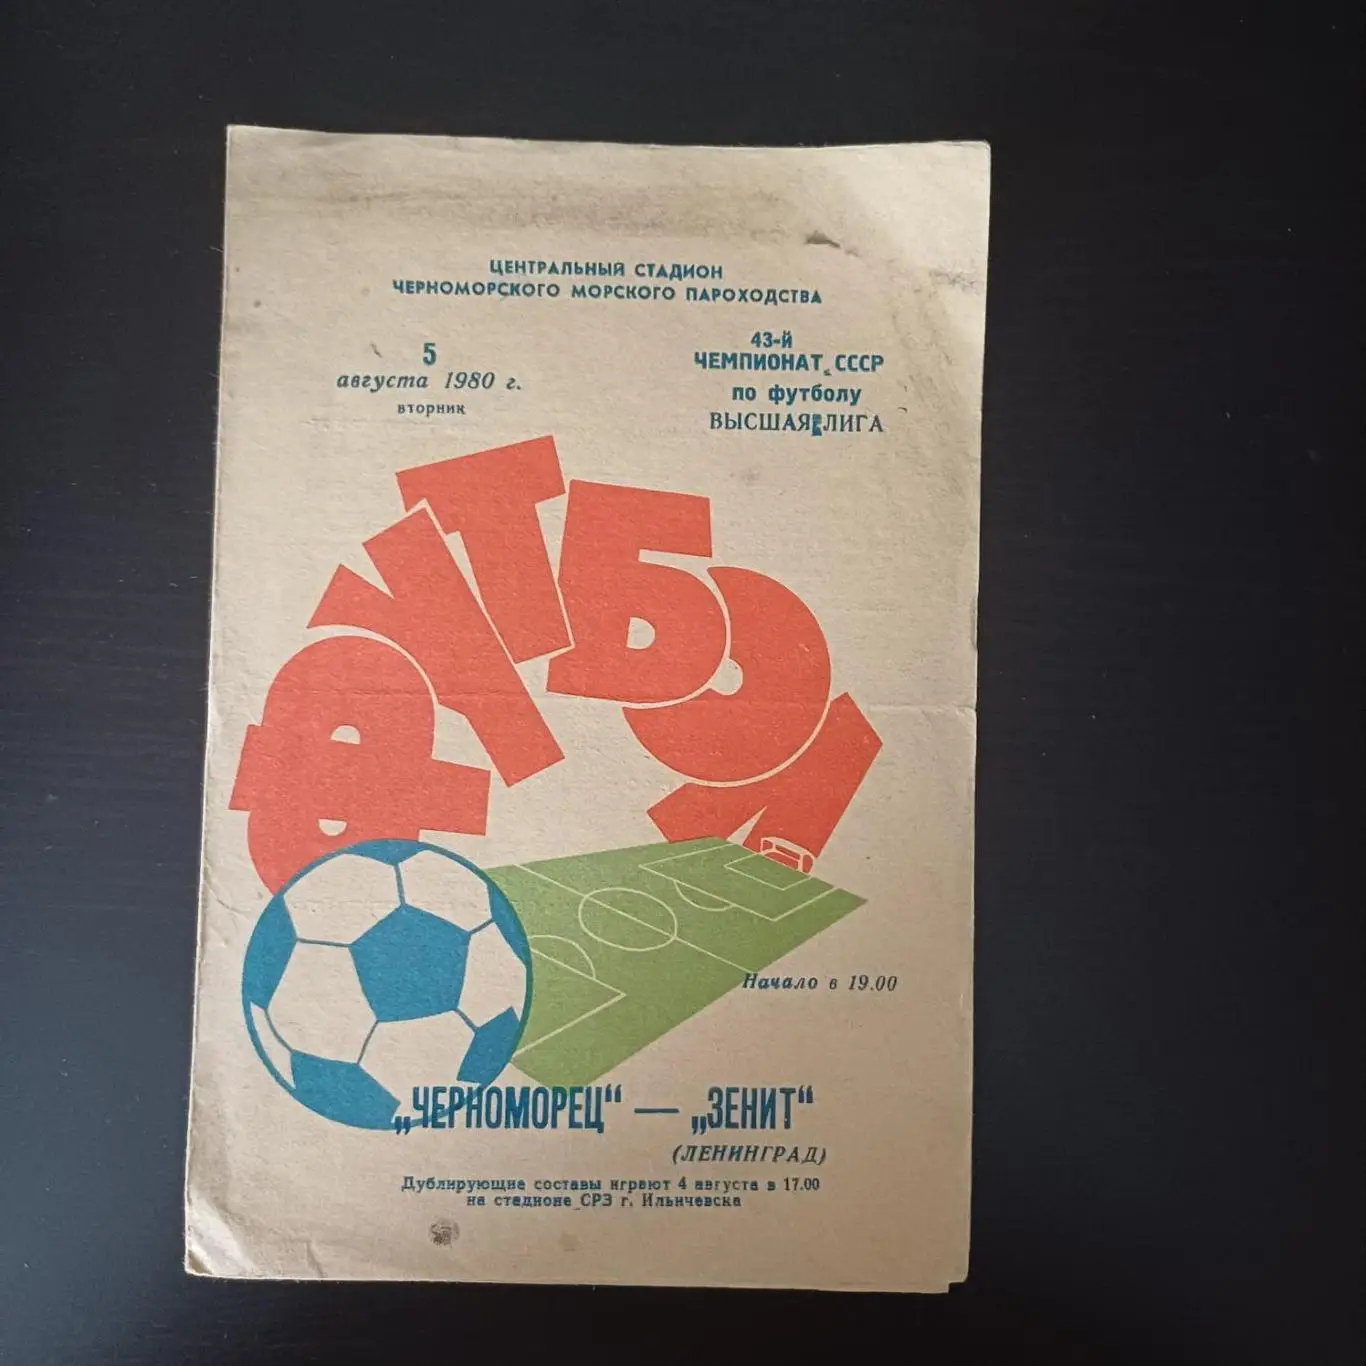 ЦЕНТРАЛЬНЫЙ СТАДИОН
ЧЕРНОМОРСКОГО МОРСКОГО ПАРОХОДСТВА
5
августа 1980 г.
вторник
43-й
ЧЕМПИОНАТ СССР
по футболу
ВЫСШАЯ ЛИГА
ФУТБОЛ
Начало в 19.00
„ЧЕРНОМОРЕЦ“ — „ЗЕНИТ“
(ЛЕНИНГРАД)
Дублирующие составы играют 4 августа в 17.00
на стадионе СРЗ г. Ильичевска